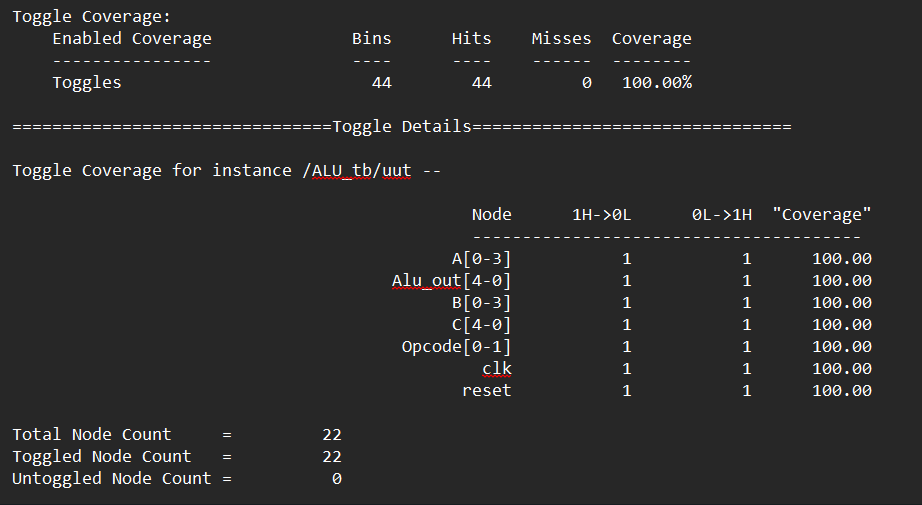 Toggle Coverage:
Enabled Coverage Bins Hits Misses Coverage
---------------- ---- ---- ------ --------
Toggles 44 44 0 100.00%
================================Toggle Details================================
Toggle Coverage for instance /ALU_tb/uut --
Node 1H->0L 0L->1H "Coverage"
---------------------------------------
A[0-3] 1 1 100.00
Alu_out[4-0] 1 1 100.00
B[0-3] 1 1 100.00
C[4-0] 1 1 100.00
Opcode[0-1] 1 1 100.00
clk 1 1 100.00
reset 1 1 100.00
Total Node Count = 22
Toggled Node Count = 22
Untoggled Node Count = 0